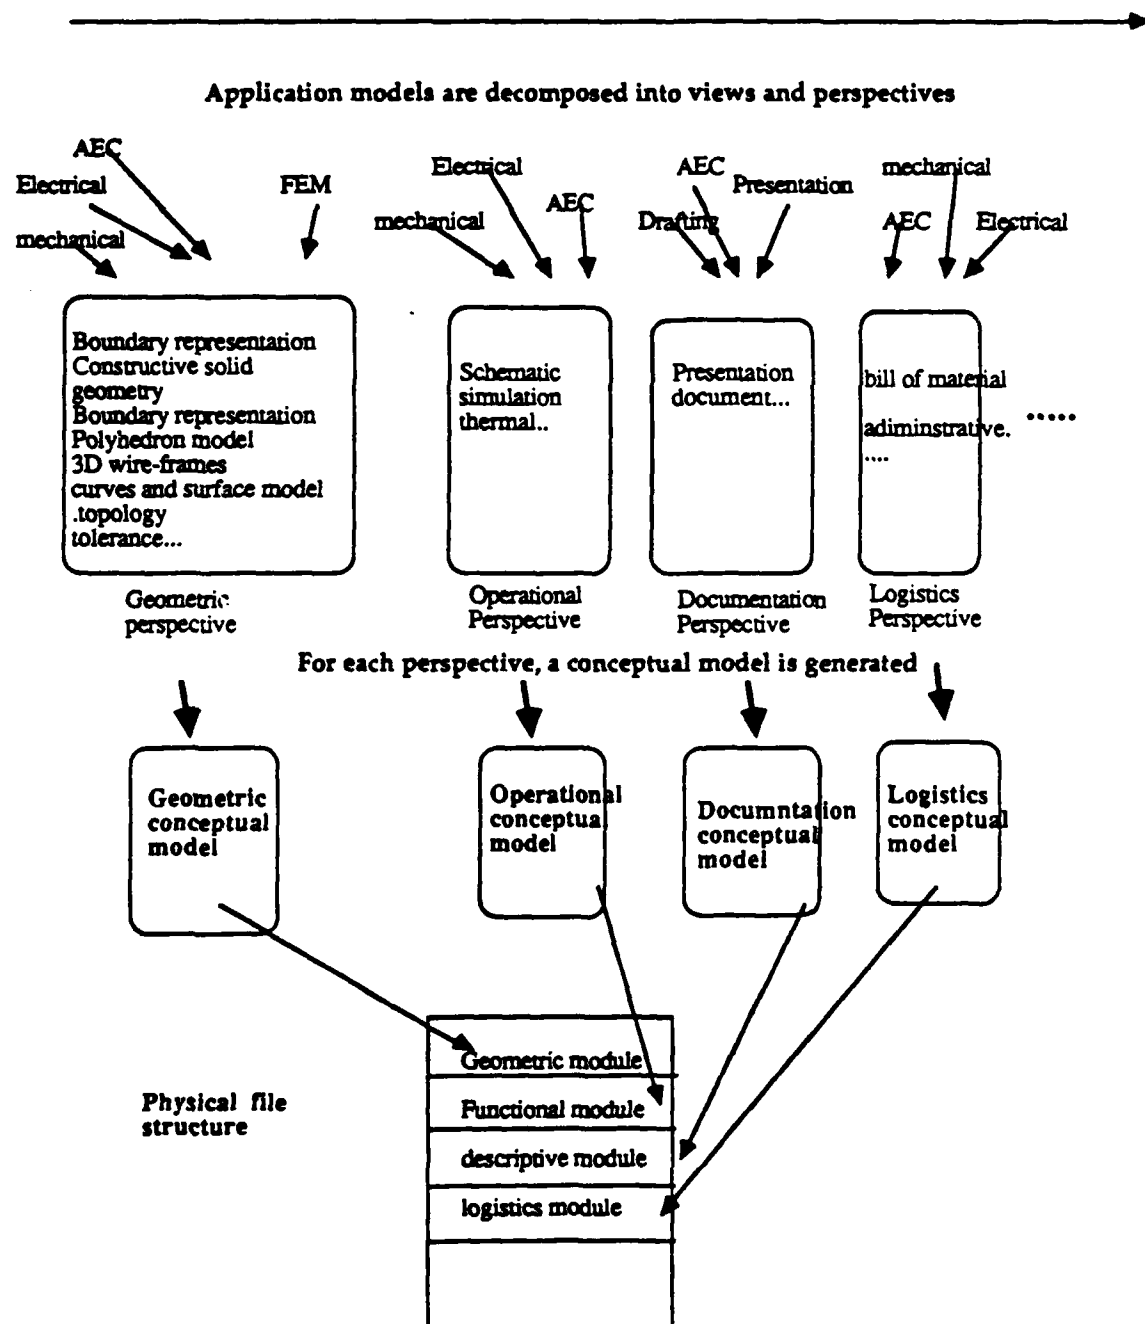 Application models are decomposed into views and perspectives
AEC
Electrical
FEM
mechanical
Electrical
mechanical
AEC
AEC
Presentation
Drafting
mechanical
AEC
Electrical
Boundary representation
Constructive solid
geometry
Boundary representation
Polyhedron model
3D wire-frames
curves and surface model
.topology
tolerance...
Schematic
simulation
thermal..
Presentation
document...
bill of material
adiminstrative.
....
.....
Geometric
perspective
Operational
Perspective
Documentation
Perspective
Logistics
Perspective
For each perspective, a conceptual model is generated
Geometric
conceptual
model
Operational
conceptual
model
Documntation
conceptual
model
Logistics
conceptual
model
Physical file
structure
Geometric module
Functional module
descriptive module
logistics module